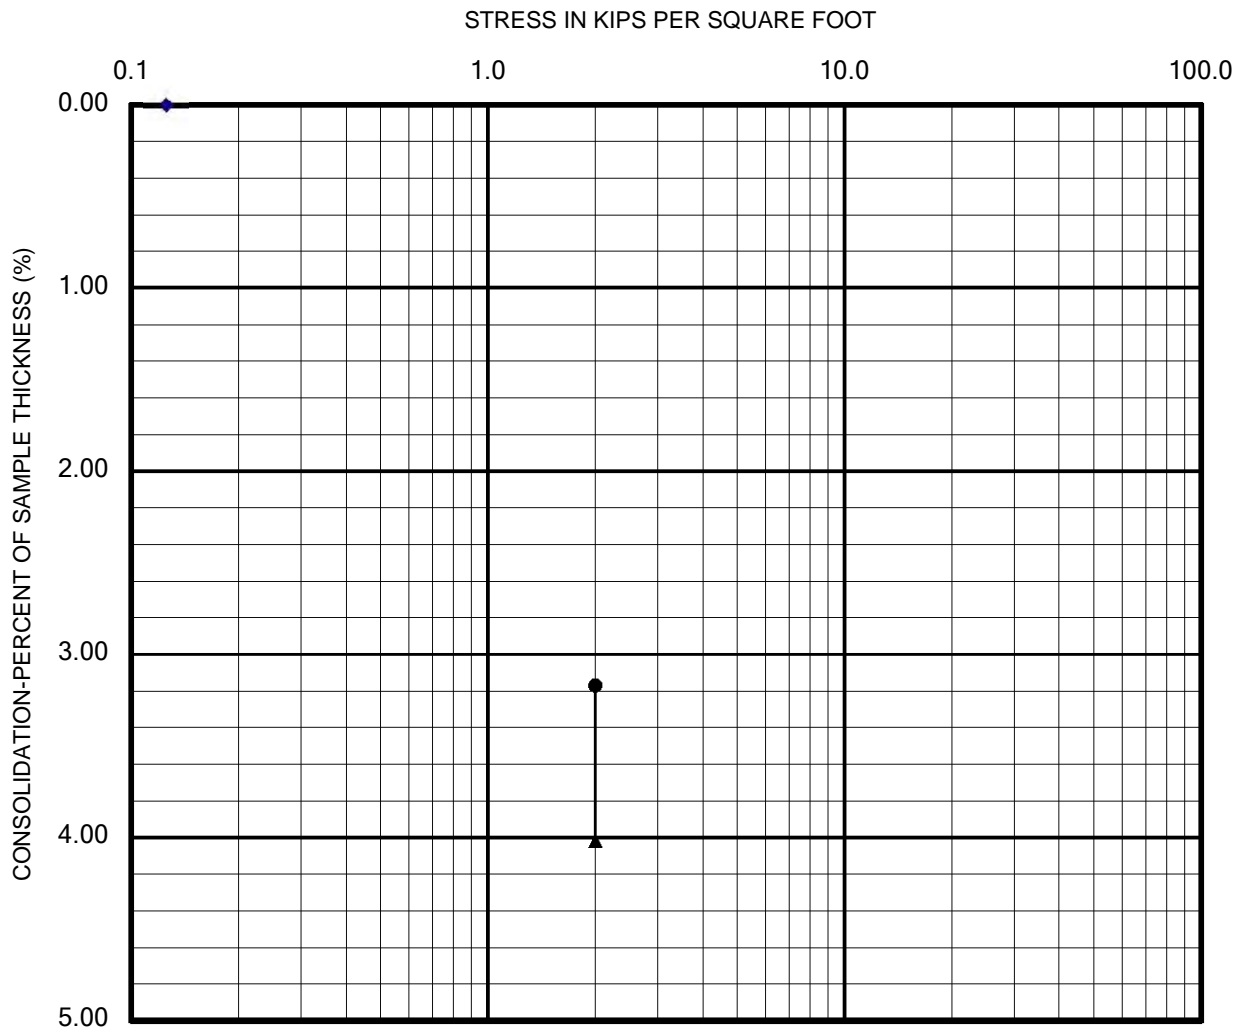 STRESS IN KIPS PER SQUARE FOOT
0.1 1.0 10.0 100.0
0.00
1.00
2.00
3.00
4.00
5.00
CONSOLIDATION-PERCENT OF SAMPLE THICKNESS (%)